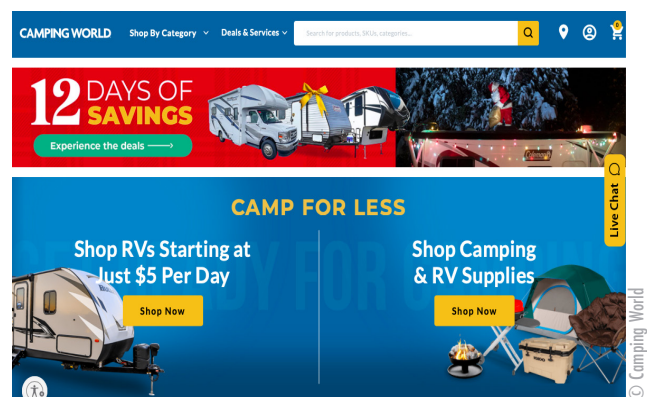 CAMPING WORLD
Shop By Category
Deals & Services
Search for products, SKUs, categories...
0
12 DAYS OF
SAVINGS
Experience the deals
Live Chat
CAMP FOR LESS
Shop RVs Starting at
Just $5 Per Day
Shop Now
Shop Camping
& RV Supplies
Shop Now
© Camping World